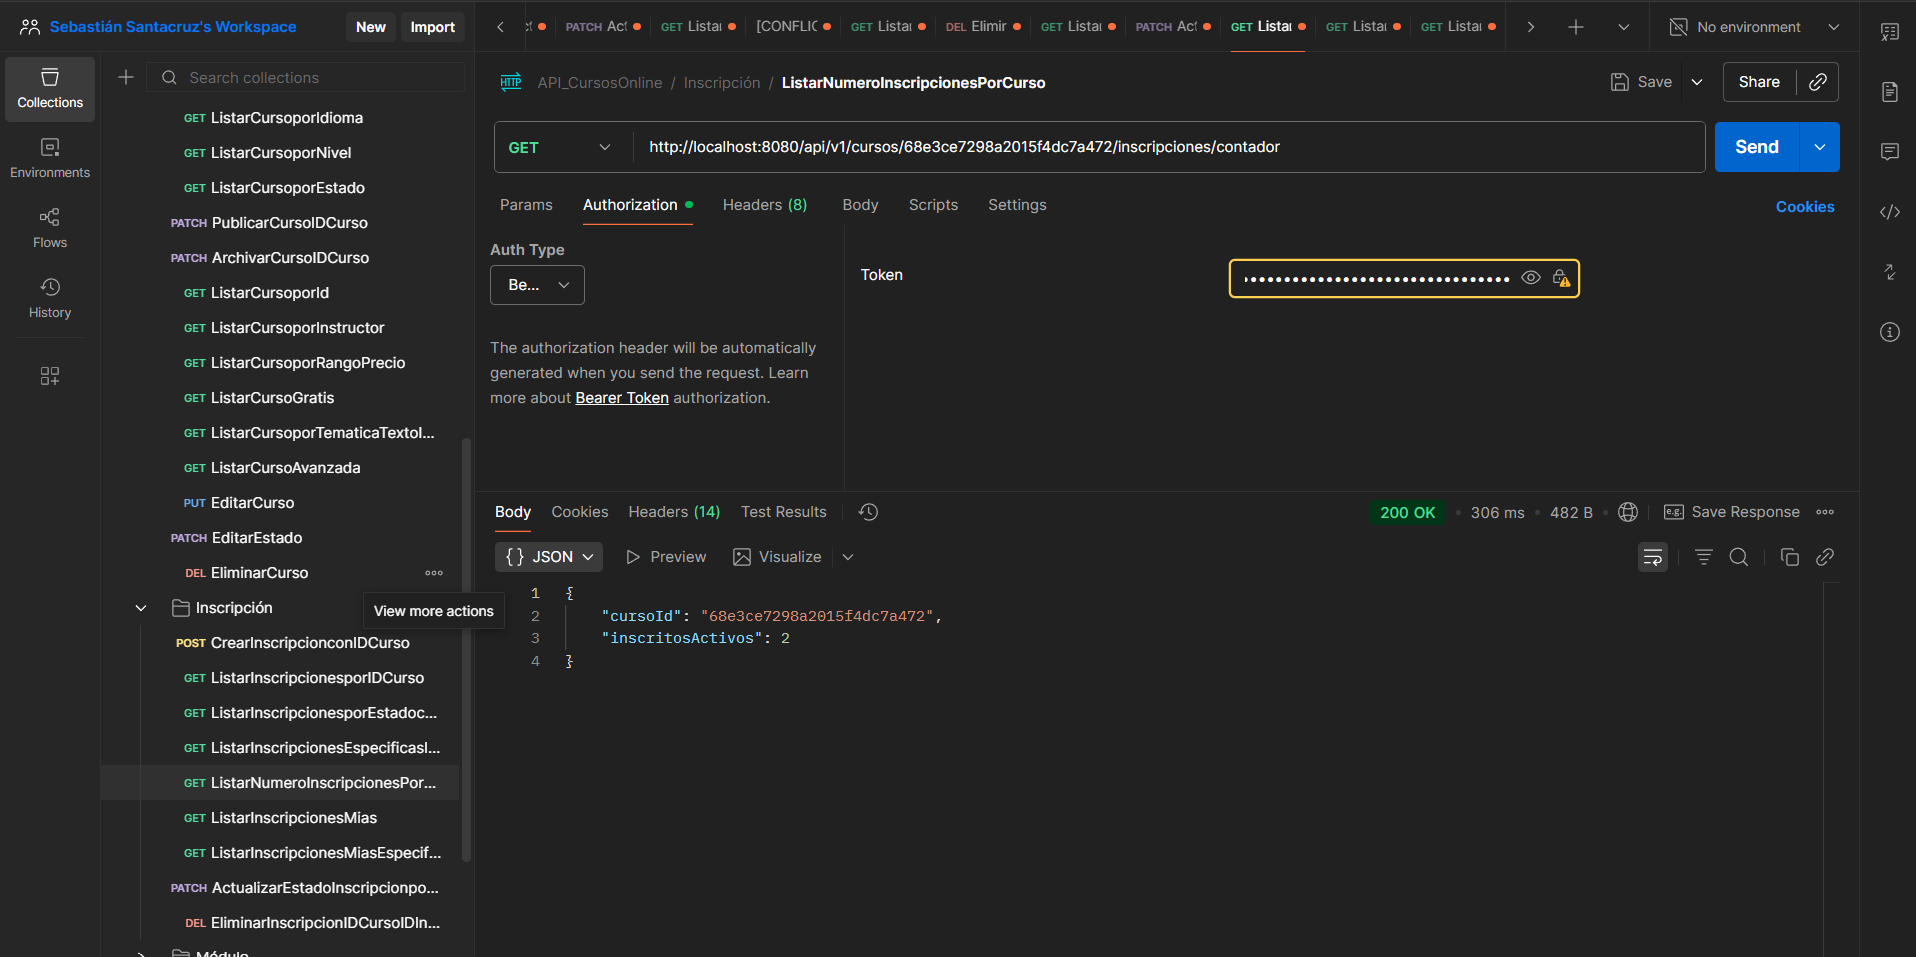 Sebastián Santacruz's Workspace
New
Import
PATCH Act
GET Listar
[CONFLIC
GET Listar
DEL Elimir
GET Listar
PATCH Act
GET Listar
GET Listar
GET Listar
No environment
Collections
Environments
Flows
History
Search collections
GET ListarCursoporIdioma
GET ListarCursoporNivel
GET ListarCursoporEstado
PATCH PublicarCursoIDCurso
PATCH ArchivarCursoIDCurso
GET ListarCursoporId
GET ListarCursoporInstructor
GET ListarCursoporRangoPrecio
GET ListarCursoGratis
GET ListarCursoporTematicaTextoI...
GET ListarCursoAvanzada
PUT EditarCurso
PATCH EditarEstado
DEL EliminarCurso
Inscripción
View more actions
POST CrearInscripcionconIDCurso
GET ListarInscripcionesporIDCurso
GET ListarInscripcionesporEstadoc...
GET ListarInscripcionesEspecificasI...
GET ListarNumeroInscripcionesPor...
GET ListarInscripcionesMias
GET ListarInscripcionesMiasEspecif...
PATCH ActualizarEstadoInscripcionpo...
DEL EliminarInscripcionIDCursoIDIn...
Módulo
HTTP
API_CursosOnline / Inscripción / ListarNumeroInscripcionesPorCurso
Save
Share
GET
http://localhost:8080/api/v1/cursos/68e3ce7298a2015f4dc7a472/inscripciones/contador
Send
Params
Authorization
Headers (8)
Body
Scripts
Settings
Cookies
Auth Type
Be...
The authorization header will be automatically
generated when you send the request. Learn
more about Bearer Token authorization.
Token
Body
Cookies
Headers (14)
Test Results
200 OK
306 ms
482 B
e.g.
Save Response
{} JSON
Preview
Visualize
1 {
2 "cursoId": "68e3ce7298a2015f4dc7a472",
3 "inscritosActivos": 2
4 }